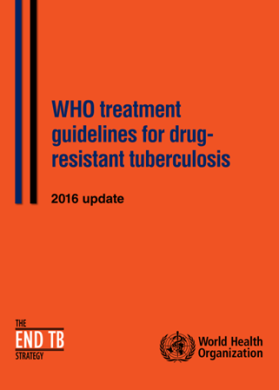 WHO treatment
guidelines for drug-
resistant tuberculosis
2016 update
THE
END TB
STRATEGY
World Health
Organization